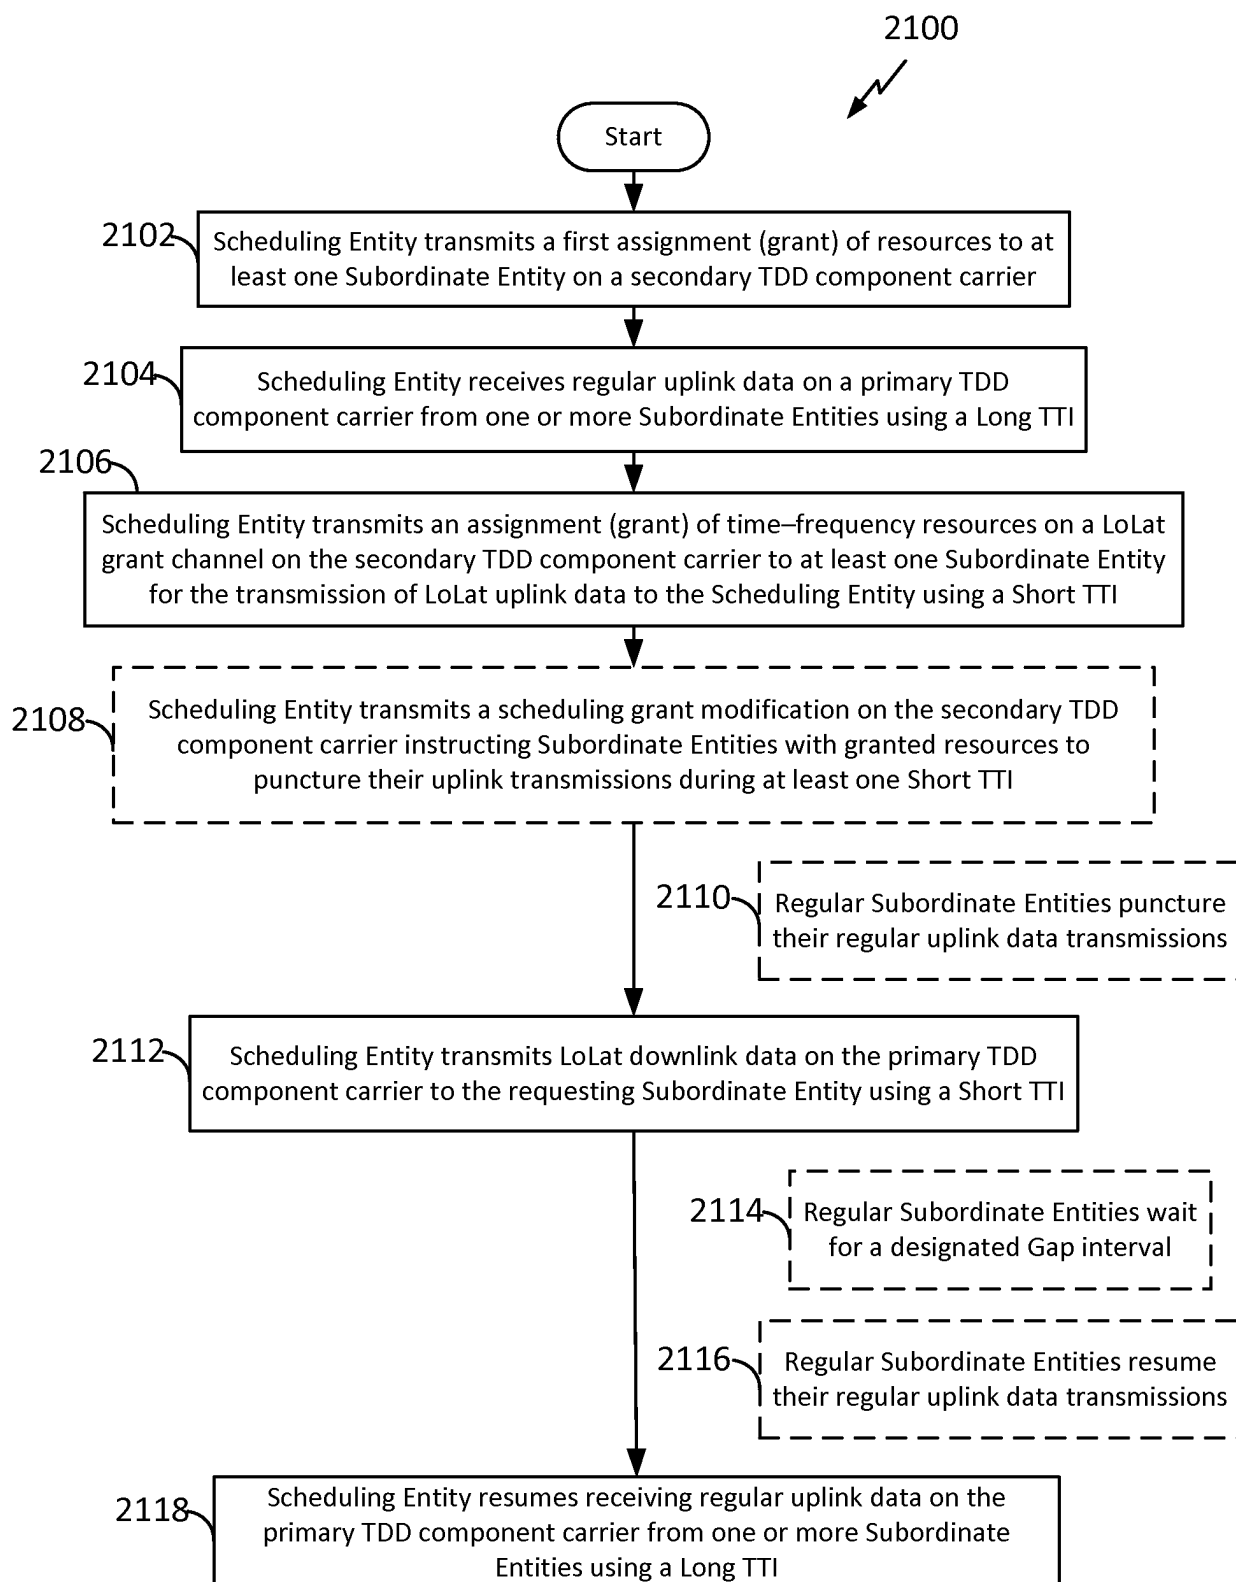 2100
Start
2102
Scheduling Entity transmits a first assignment (grant) of resources to at
least one Subordinate Entity on a secondary TDD component carrier
2104
Scheduling Entity receives regular uplink data on a primary TDD
component carrier from one or more Subordinate Entities using a Long TTI
2106
Scheduling Entity transmits an assignment (grant) of time–frequency resources on a LoLat
grant channel on the secondary TDD component carrier to at least one Subordinate Entity
for the transmission of LoLat uplink data to the Scheduling Entity using a Short TTI
2108
Scheduling Entity transmits a scheduling grant modification on the secondary TDD
component carrier instructing Subordinate Entities with granted resources to
puncture their uplink transmissions during at least one Short TTI
2110
Regular Subordinate Entities puncture
their regular uplink data transmissions
2112
Scheduling Entity transmits LoLat downlink data on the primary TDD
component carrier to the requesting Subordinate Entity using a Short TTI
2114
Regular Subordinate Entities wait
for a designated Gap interval
2116
Regular Subordinate Entities resume
their regular uplink data transmissions
2118
Scheduling Entity resumes receiving regular uplink data on the
primary TDD component carrier from one or more Subordinate
Entities using a Long TTI